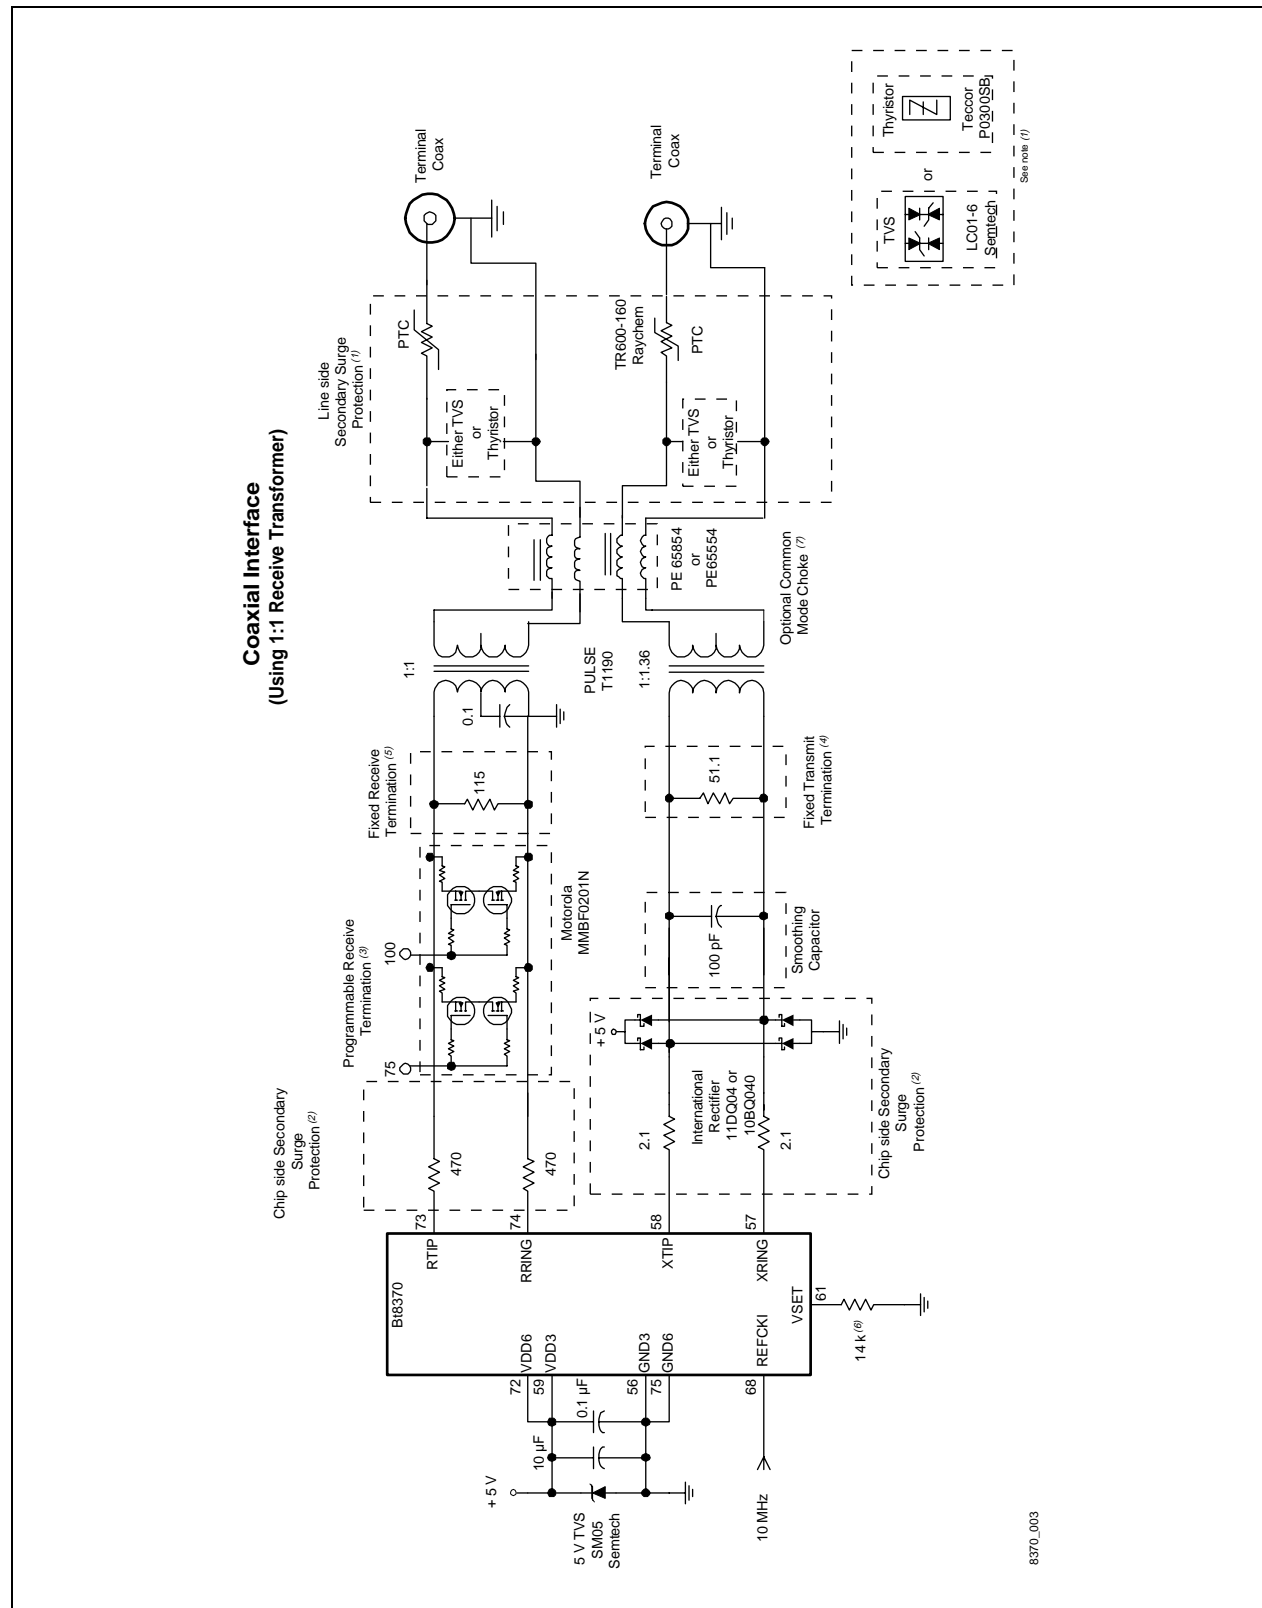 Coaxial Interface
(Using 1:1 Receive Transformer)
Chip side Secondary
Surge
Protection (2)
Programmable Receive
Termination (3)
Fixed Receive
Termination (5)
Line side
Secondary Surge
Protection (1)
Terminal
Coax
Bt8370
RTIP
73
470
RRING
74
470
75
100
Motorola
MMBF0201N
115
0.1
1:1
PTC
Either TVS
or
Thyristor
PULSE
T1190
1:1.36
PE 65854
or
PE65554
Optional Common
Mode Choke (7)
TR600-160
Raychem
PTC
Either TVS
or
Thyristor
Terminal
Coax
XTIP
58
2.1
XRING
57
2.1
International
Rectifier
11DQ04 or
10BQ040
+ 5 V
Chip side Secondary
Surge
Protection (2)
100 pF
Smoothing
Capacitor
51.1
Fixed Transmit
Termination (4)
VDD6
72
VDD3
59
GND3
56
GND6
75
REFCKI
68
VSET
61
14 k (6)
0.1 µF
10 µF
+ 5 V
5 V TVS
SM05
Semtech
10 MHz
TVS
LC01-6
Semtech
or
Thyristor
Teccor
P0300SB
See note (1)
8370_003